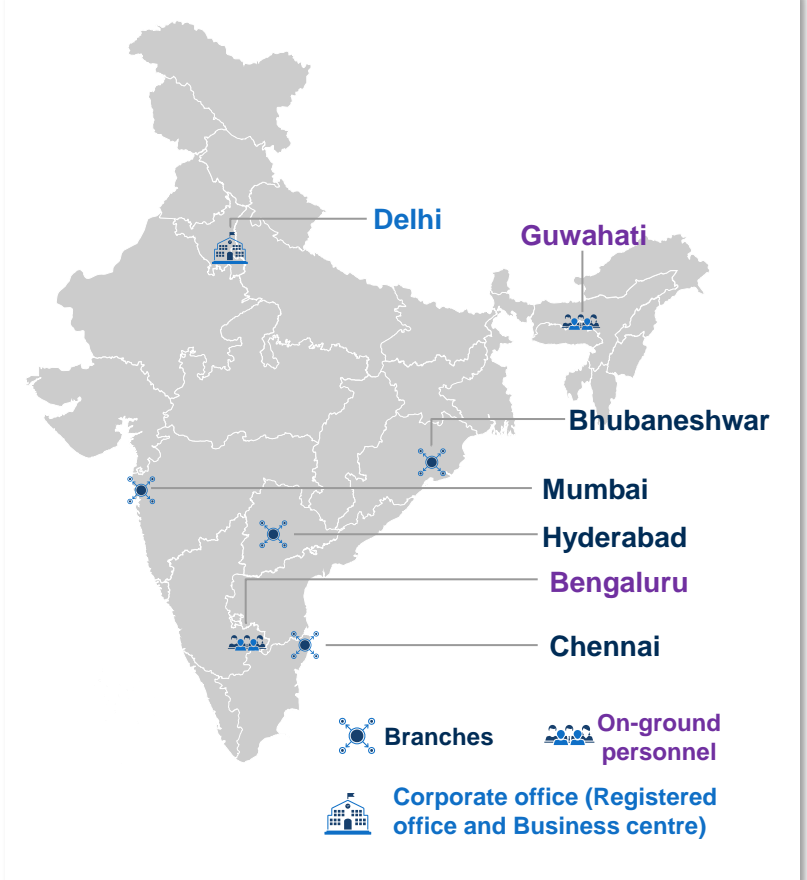 Delhi
Guwahati
Bhubaneshwar
Mumbai
Hyderabad
Bengaluru
Chennai
Branches
On-ground
personnel
Corporate office (Registered
office and Business centre)